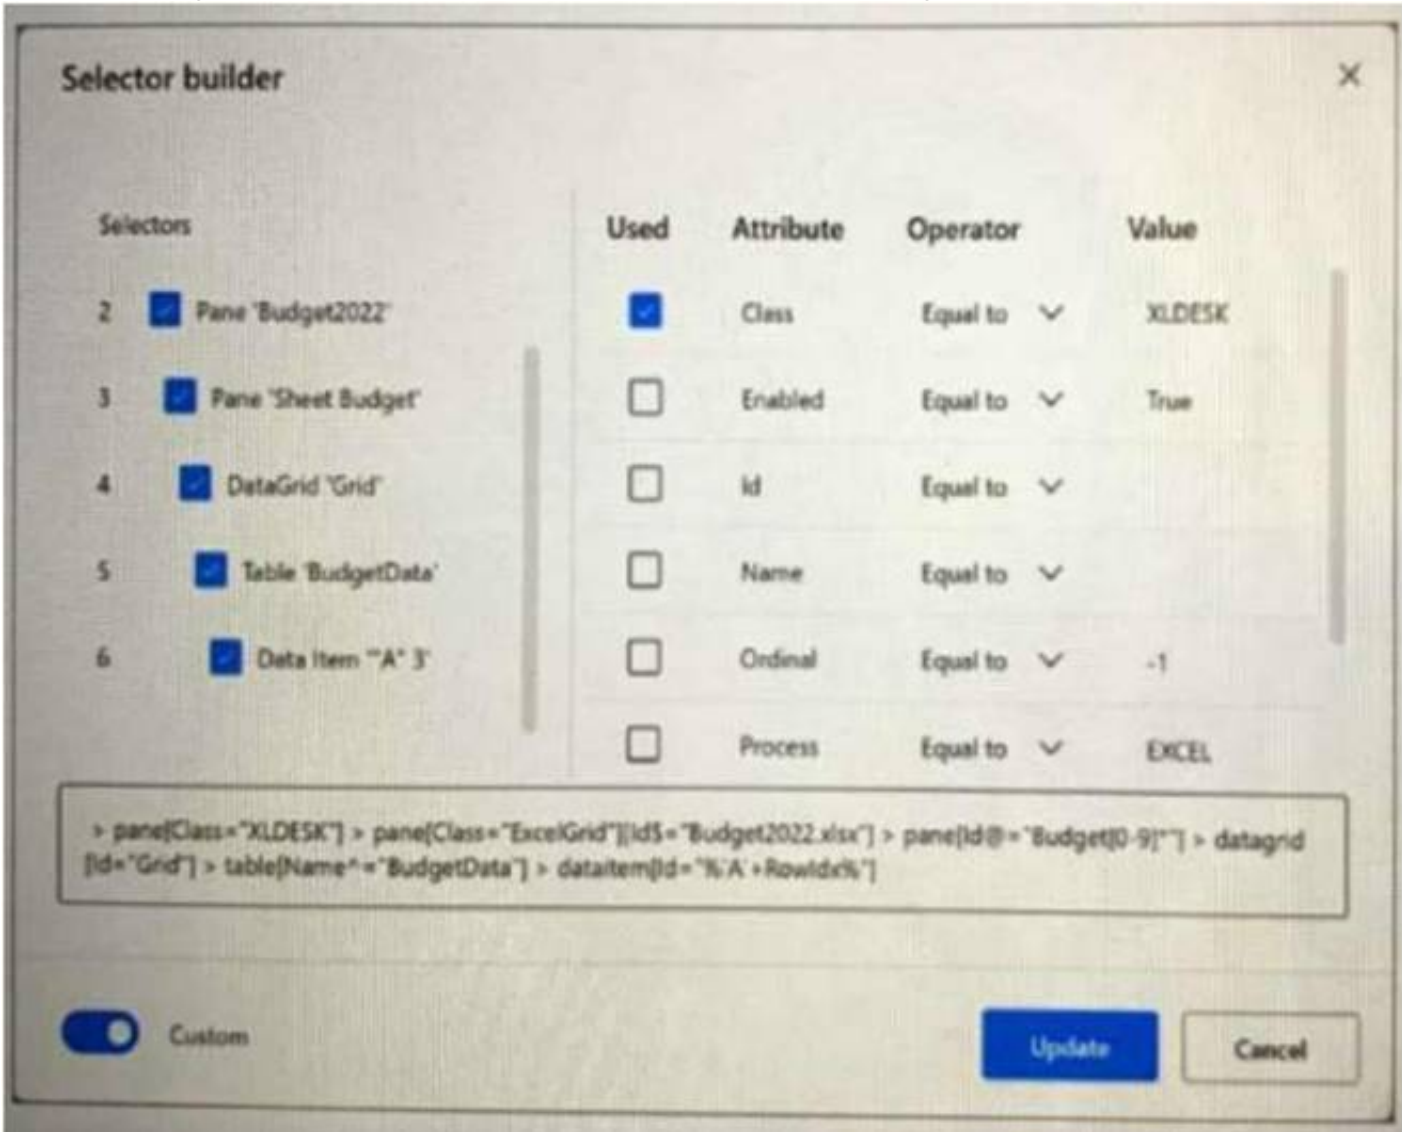 Selector builder
Selectors Used Attribute Operator Value
2 Pane 'Budget2022' Class Equal to XLDESK
3 Pane 'Sheet Budget' Enabled Equal to True
4 DataGrid 'Grid' Id Equal to
5 Table 'BudgetData' Name Equal to
6 Data Item '"A" 3' Ordinal Equal to -1
Process Equal to EXCEL
> pane[Class="XLDESK"] > pane[Class="ExcelGrid"][Id$="Budget2022.xlsx"] > pane[Id@="Budget[0-9]*"] > datagrid
[Id="Grid"] > table[Name^="BudgetData"] > dataitem[Id="%'A'+RowIdx%"]
Custom Update Cancel